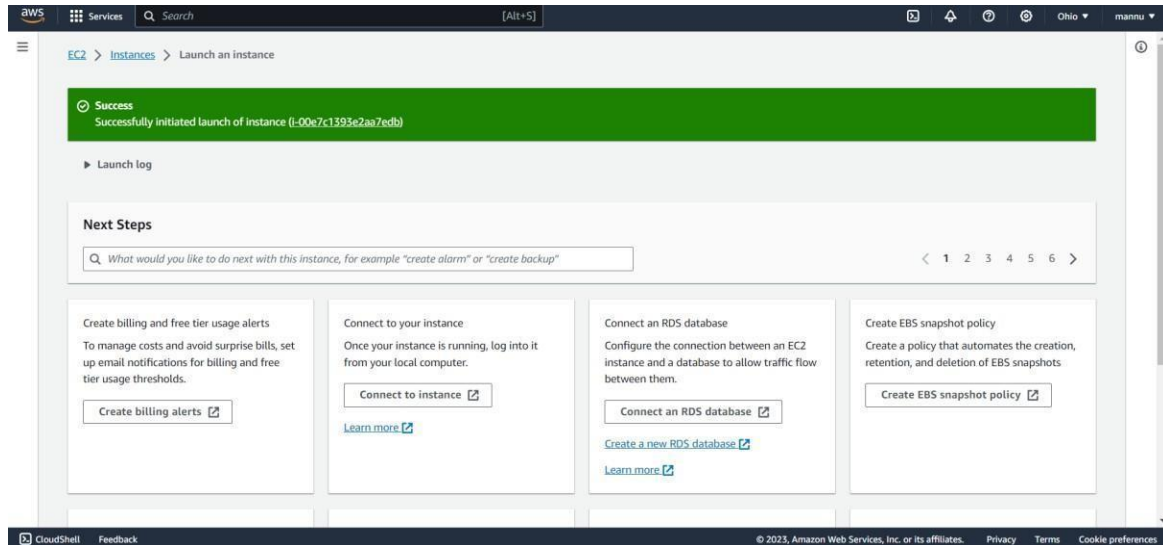 aws Services Search [Alt+S] Ohio mannu
EC2 > Instances > Launch an instance
Success
Successfully initiated launch of instance (i-00e7c1393e2aa7edb)
Launch log
Next Steps
What would you like to do next with this instance, for example "create alarm" or "create backup"
1 2 3 4 5 6
Create billing and free tier usage alerts
To manage costs and avoid surprise bills, set
up email notifications for billing and free
tier usage thresholds.
Create billing alerts
Connect to your instance
Once your instance is running, log into it
from your local computer.
Connect to instance
Learn more
Connect an RDS database
Configure the connection between an EC2
instance and a database to allow traffic flow
between them.
Connect an RDS database
Create a new RDS database
Learn more
Create EBS snapshot policy
Create a policy that automates the creation,
retention, and deletion of EBS snapshots
Create EBS snapshot policy
CloudShell Feedback © 2023, Amazon Web Services, Inc. or its affiliates. Privacy Terms Cookie preferences